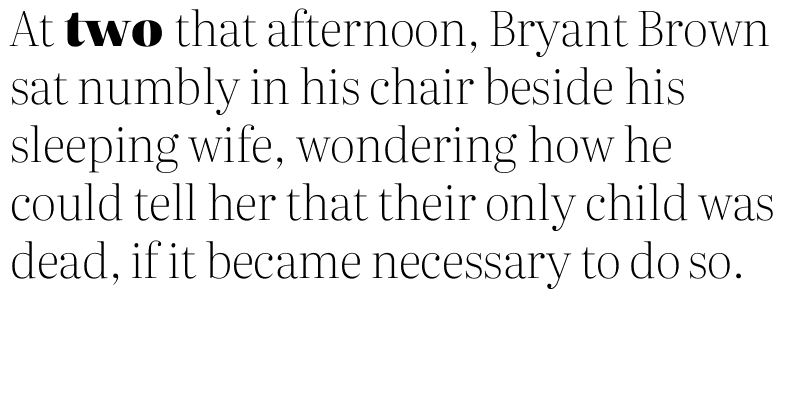 At two that afternoon, Bryant Brown
sat numbly in his chair beside his
sleeping wife, wondering how he
could tell her that their only child was
dead, if it became necessary to do so.